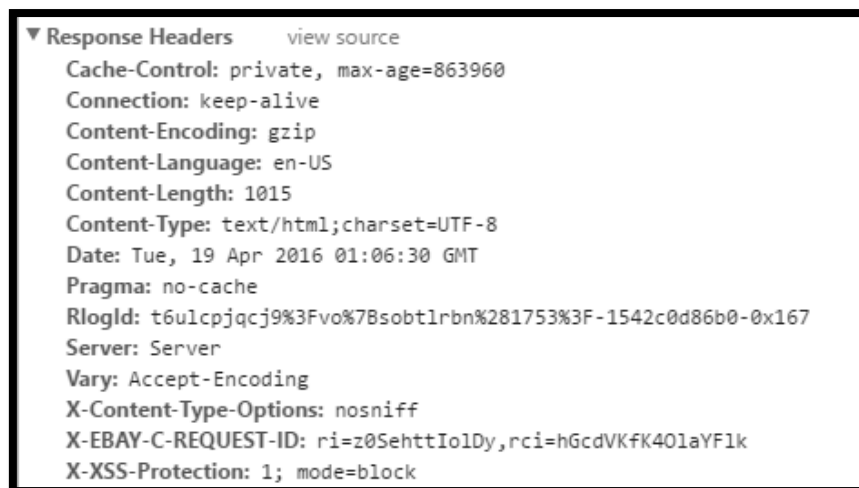 ▼ Response Headers view source
Cache-Control: private, max-age=863960
Connection: keep-alive
Content-Encoding: gzip
Content-Language: en-US
Content-Length: 1015
Content-Type: text/html;charset=UTF-8
Date: Tue, 19 Apr 2016 01:06:30 GMT
Pragma: no-cache
RlogId: t6ulcpjqcj9%3Fvo%7Bsobtlrbn%281753%3F-1542c0d86b0-0x167
Server: Server
Vary: Accept-Encoding
X-Content-Type-Options: nosniff
X-EBAY-C-REQUEST-ID: ri=z0SehttIolDy,rci=hGcdVKfK4OlaYFlk
X-XSS-Protection: 1; mode=block